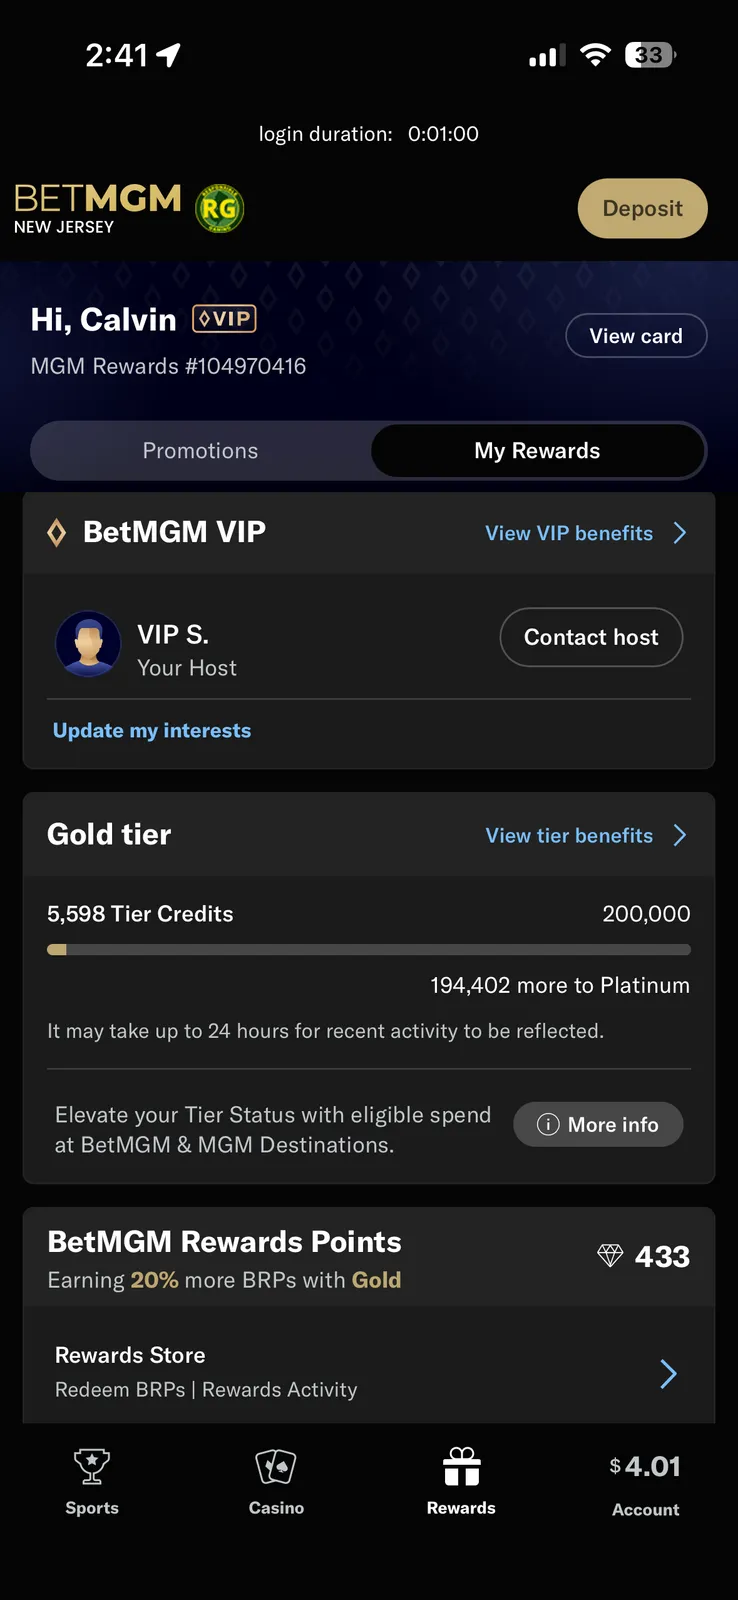 2:41
33
login duration: 0:01:00
BETMGM
NEW JERSEY
RESPONSIBLE
RG
GAMING
Deposit
Hi, Calvin
VIP
MGM Rewards #104970416
View card
Promotions
My Rewards
BetMGM VIP
View VIP benefits
VIP S.
Your Host
Contact host
Update my interests
Gold tier
View tier benefits
5,598 Tier Credits
200,000
194,402 more to Platinum
It may take up to 24 hours for recent activity to be reflected.
Elevate your Tier Status with eligible spend
at BetMGM & MGM Destinations.
More info
BetMGM Rewards Points
433
Earning 20% more BRPs with Gold
Rewards Store
Redeem BRPs | Rewards Activity
Sports
Casino
Rewards
$4.01
Account